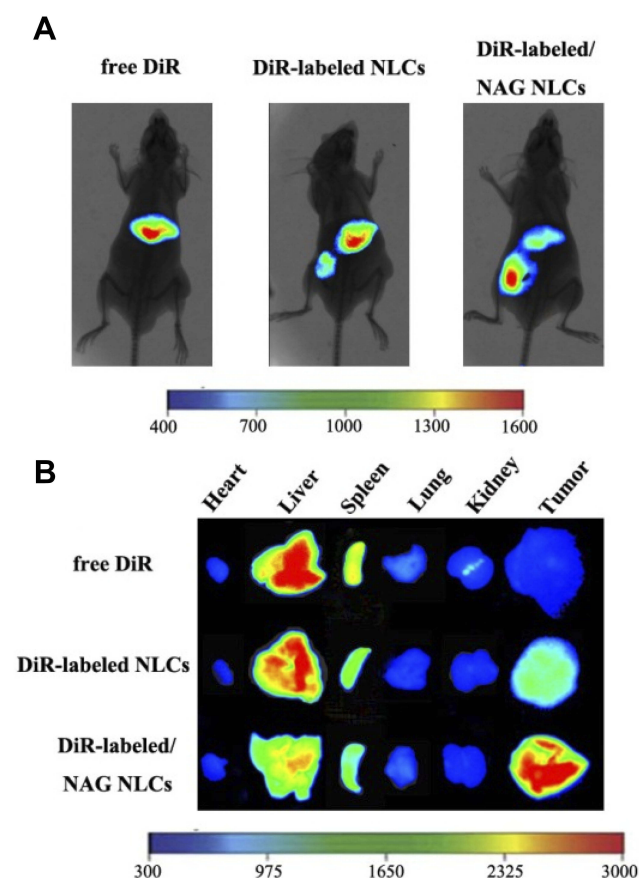 A
free DiR
DiR-labeled NLCs
DiR-labeled/
NAG NLCs
400 700 1000 1300 1600
B
Heart Liver Spleen Lung Kidney Tumor
free DiR
DiR-labeled NLCs
DiR-labeled/
NAG NLCs
300 975 1650 2325 3000